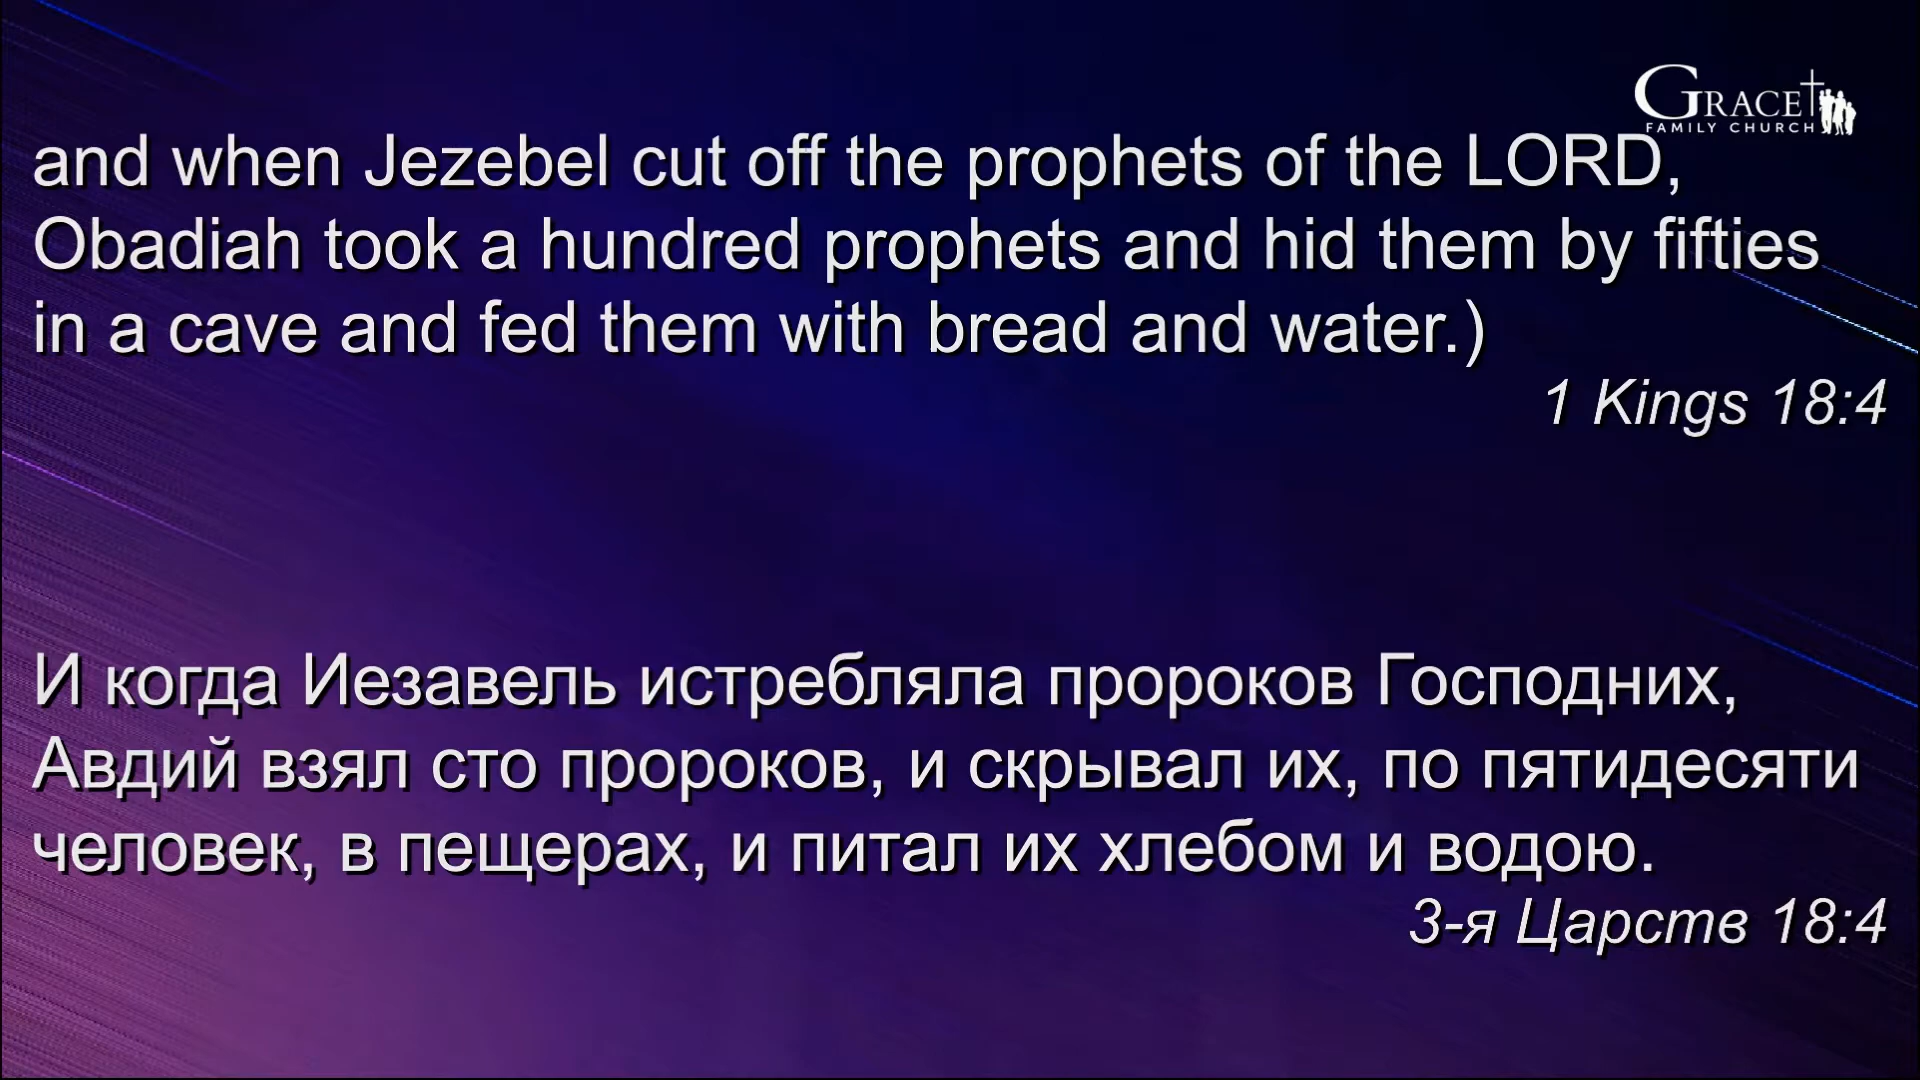 GRACE
FAMILY CHURCH
and when Jezebel cut off the prophets of the LORD,
Obadiah took a hundred prophets and hid them by fifties
in a cave and fed them with bread and water.)
1 Kings 18:4
И когда Иезавель истребляла пророков Господних,
Авдий взял сто пророков, и скрывал их, по пятидесяти
человек, в пещерах, и питал их хлебом и водою.
3-я Царств 18:4